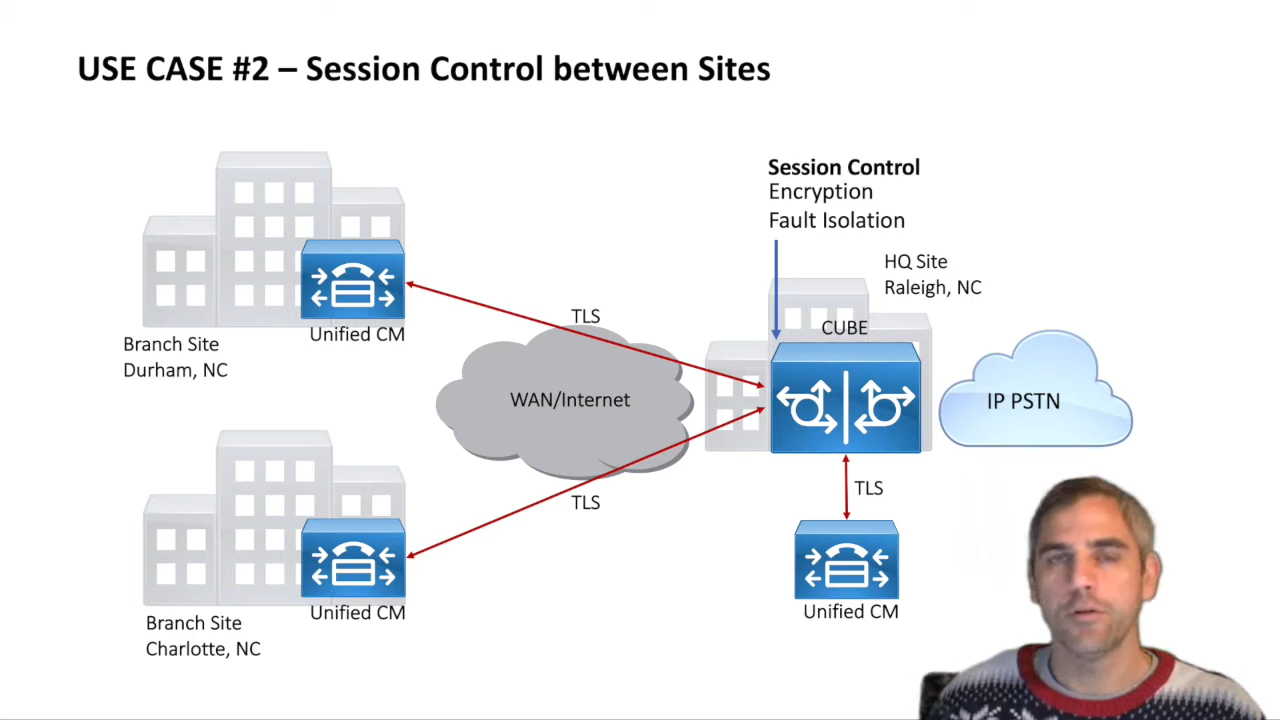 USE CASE #2 – Session Control between Sites
Session Control
Encryption
Fault Isolation
HQ Site
Raleigh, NC
CUBE
TLS
Unified CM
Branch Site
Durham, NC
WAN/Internet
IP PSTN
TLS
TLS
Unified CM
Unified CM
Branch Site
Charlotte, NC